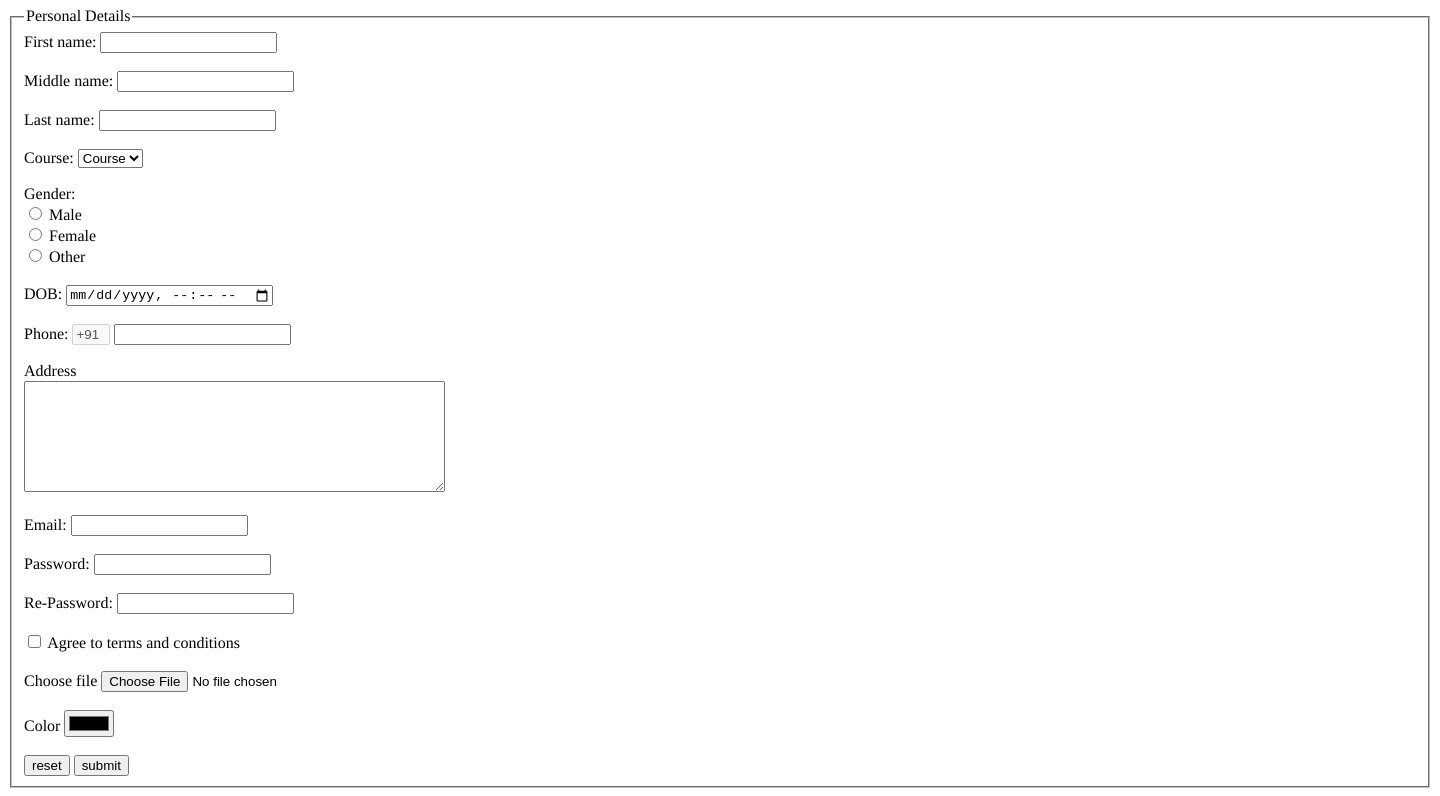 Personal Details
First name:
Middle name:
Last name:
Course: Course
Gender:
Male
Female
Other
DOB: mm/dd/yyyy, --:-- --
Phone: +91
Address
Email:
Password:
Re-Password:
Agree to terms and conditions
Choose file Choose File No file chosen
Color
reset submit